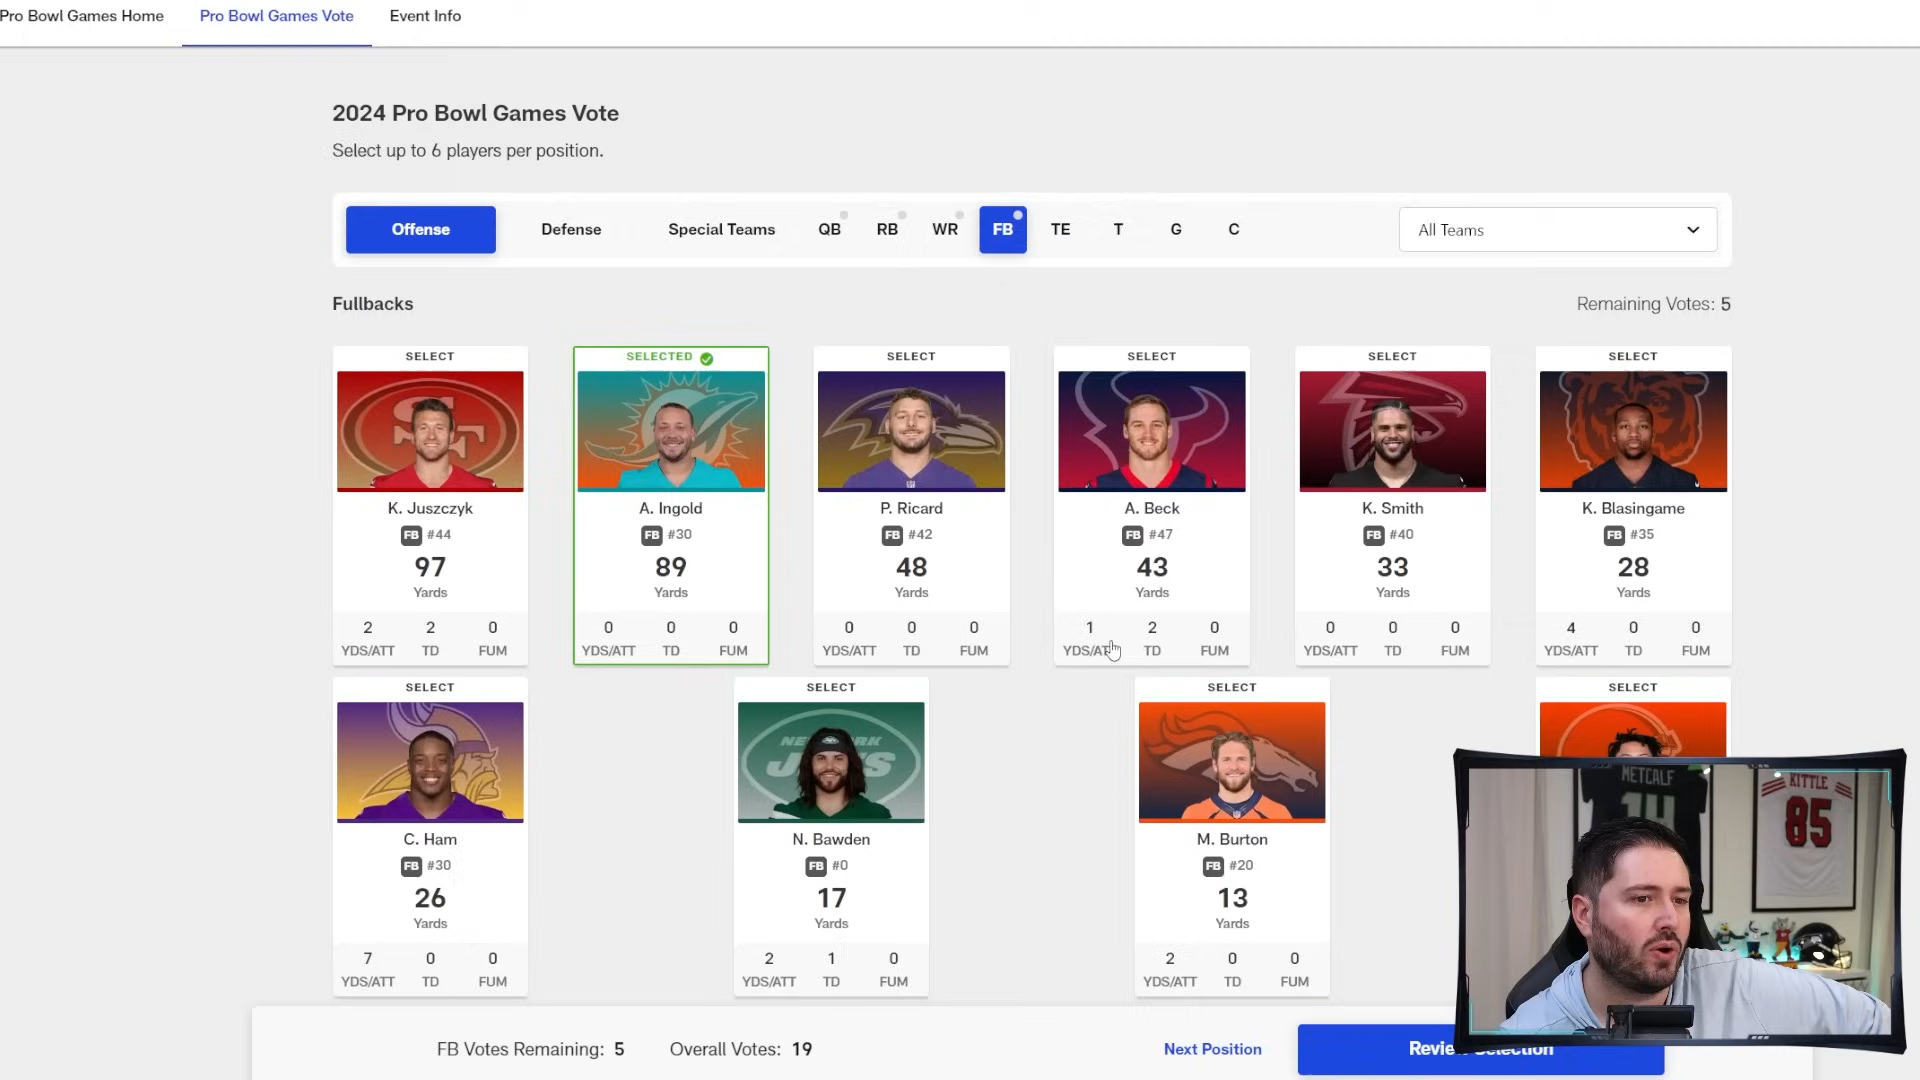 Pro Bowl Games Home Pro Bowl Games Vote Event Info
2024 Pro Bowl Games Vote
Select up to 6 players per position.
Offense Defense Special Teams QB RB WR FB TE T G C All Teams
Fullbacks Remaining Votes: 5
SELECT SELECTED SELECT SELECT SELECT SELECT
K. Juszczyk A. Ingold P. Ricard A. Beck K. Smith K. Blasingame
FB #44 FB #30 FB #42 FB #47 FB #40 FB #35
97 89 48 43 33 28
Yards Yards Yards Yards Yards Yards
2 2 0 0 0 0 0 0 0 1 2 0 0 0 0 4 0 0
YDS/ATT TD FUM YDS/ATT TD FUM YDS/ATT TD FUM YDS/ATT TD FUM YDS/ATT TD FUM YDS/ATT TD FUM
SELECT SELECT SELECT SELECT
NEW YORK
JETS
METCALF
14
KITTLE
85
C. Ham N. Bawden M. Burton
FB #30 FB #0 FB #20
26 17 13
Yards Yards Yards
7 0 0 2 1 0 2 0 0
YDS/ATT TD FUM YDS/ATT TD FUM YDS/ATT TD FUM
FB Votes Remaining: 5 Overall Votes: 19 Next Position Review Selection